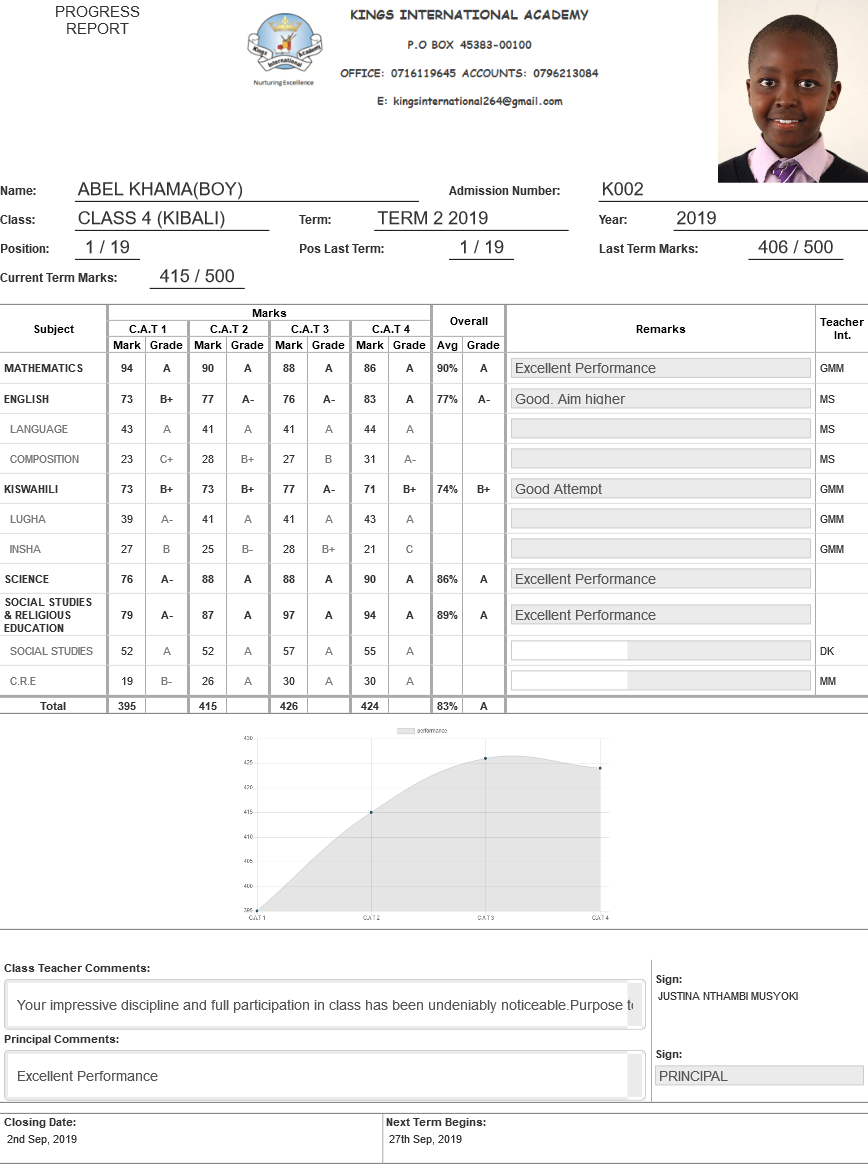 PROGRESS
REPORT
KINGS INTERNATIONAL ACADEMY
P.O BOX 45383-00100
OFFICE: 0716119645 ACCOUNTS: 0796213084
E: kingsinternational264@gmail.com
Kings Academy
International
Nurturing Excellence
Name: ABEL KHAMA(BOY) Admission Number: K002
Class: CLASS 4 (KIBALI) Term: TERM 2 2019 Year: 2019
Position: 1 / 19 Pos Last Term: 1 / 19 Last Term Marks: 406 / 500
Current Term Marks: 415 / 500
Subject Marks Overall Remarks Teacher Int.
C.A.T 1 C.A.T 2 C.A.T 3 C.A.T 4
Mark Grade Mark Grade Mark Grade Mark Grade Avg Grade
MATHEMATICS 94 A 90 A 88 A 86 A 90% A Excellent Performance GMM
ENGLISH 73 B+ 77 A- 76 A- 83 A 77% A- Good. Aim higher MS
LANGUAGE 43 A 41 A 41 A 44 A MS
COMPOSITION 23 C+ 28 B+ 27 B 31 A- MS
KISWAHILI 73 B+ 73 B+ 77 A- 71 B+ 74% B+ Good Attempt GMM
LUGHA 39 A- 41 A 41 A 43 A GMM
INSHA 27 B 25 B- 28 B+ 21 C GMM
SCIENCE 76 A- 88 A 88 A 90 A 86% A Excellent Performance
SOCIAL STUDIES
& RELIGIOUS
EDUCATION 79 A- 87 A 97 A 94 A 89% A Excellent Performance
SOCIAL STUDIES 52 A 52 A 57 A 55 A DK
C.R.E 19 B- 26 A 30 A 30 A MM
Total 395 415 426 424 83% A
performance
430
425
420
415
410
405
400
395
C.A.T 1 C.A.T 2 C.A.T 3 C.A.T 4
Class Teacher Comments:
Your impressive discipline and full participation in class has been undeniably noticeable.Purpose
Sign:
JUSTINA NTHAMBI MUSYOKI
Principal Comments:
Excellent Performance
Sign:
PRINCIPAL
Closing Date: Next Term Begins:
2nd Sep, 2019 27th Sep, 2019